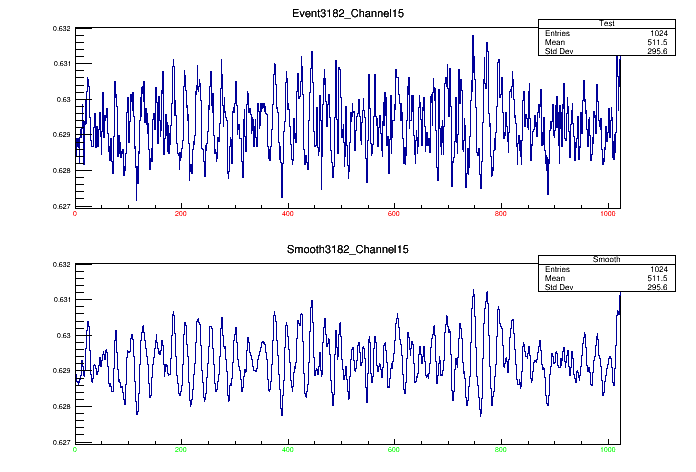 Event3182_Channel15
Test
Entries 1024
Mean 511.5
Std Dev 295.6
0.632
0.631
0.63
0.629
0.628
0.627
0 200 400 600 800 1000
Smooth3182_Channel15
Smooth
Entries 1024
Mean 511.5
Std Dev 295.6
0.632
0.631
0.63
0.629
0.628
0.627
0 200 400 600 800 1000